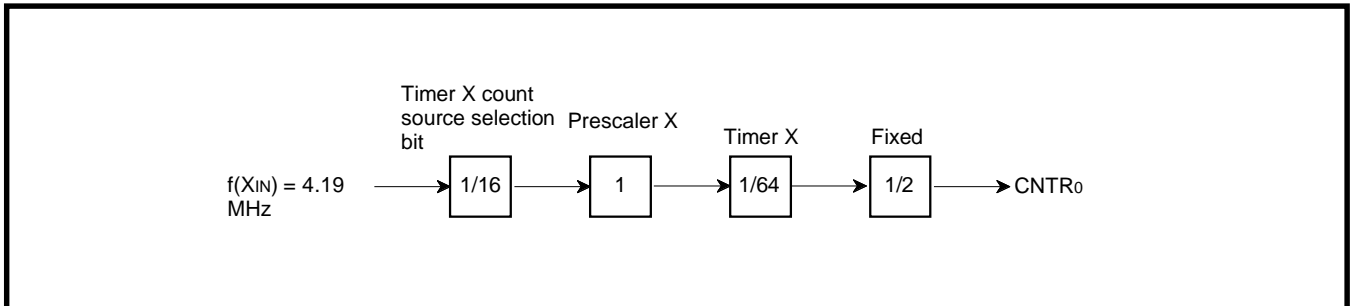 Timer X count
source selection
bit
Prescaler X
Timer X
Fixed
f(XIN) = 4.19
MHz
1/16
1
1/64
1/2
CNTR0